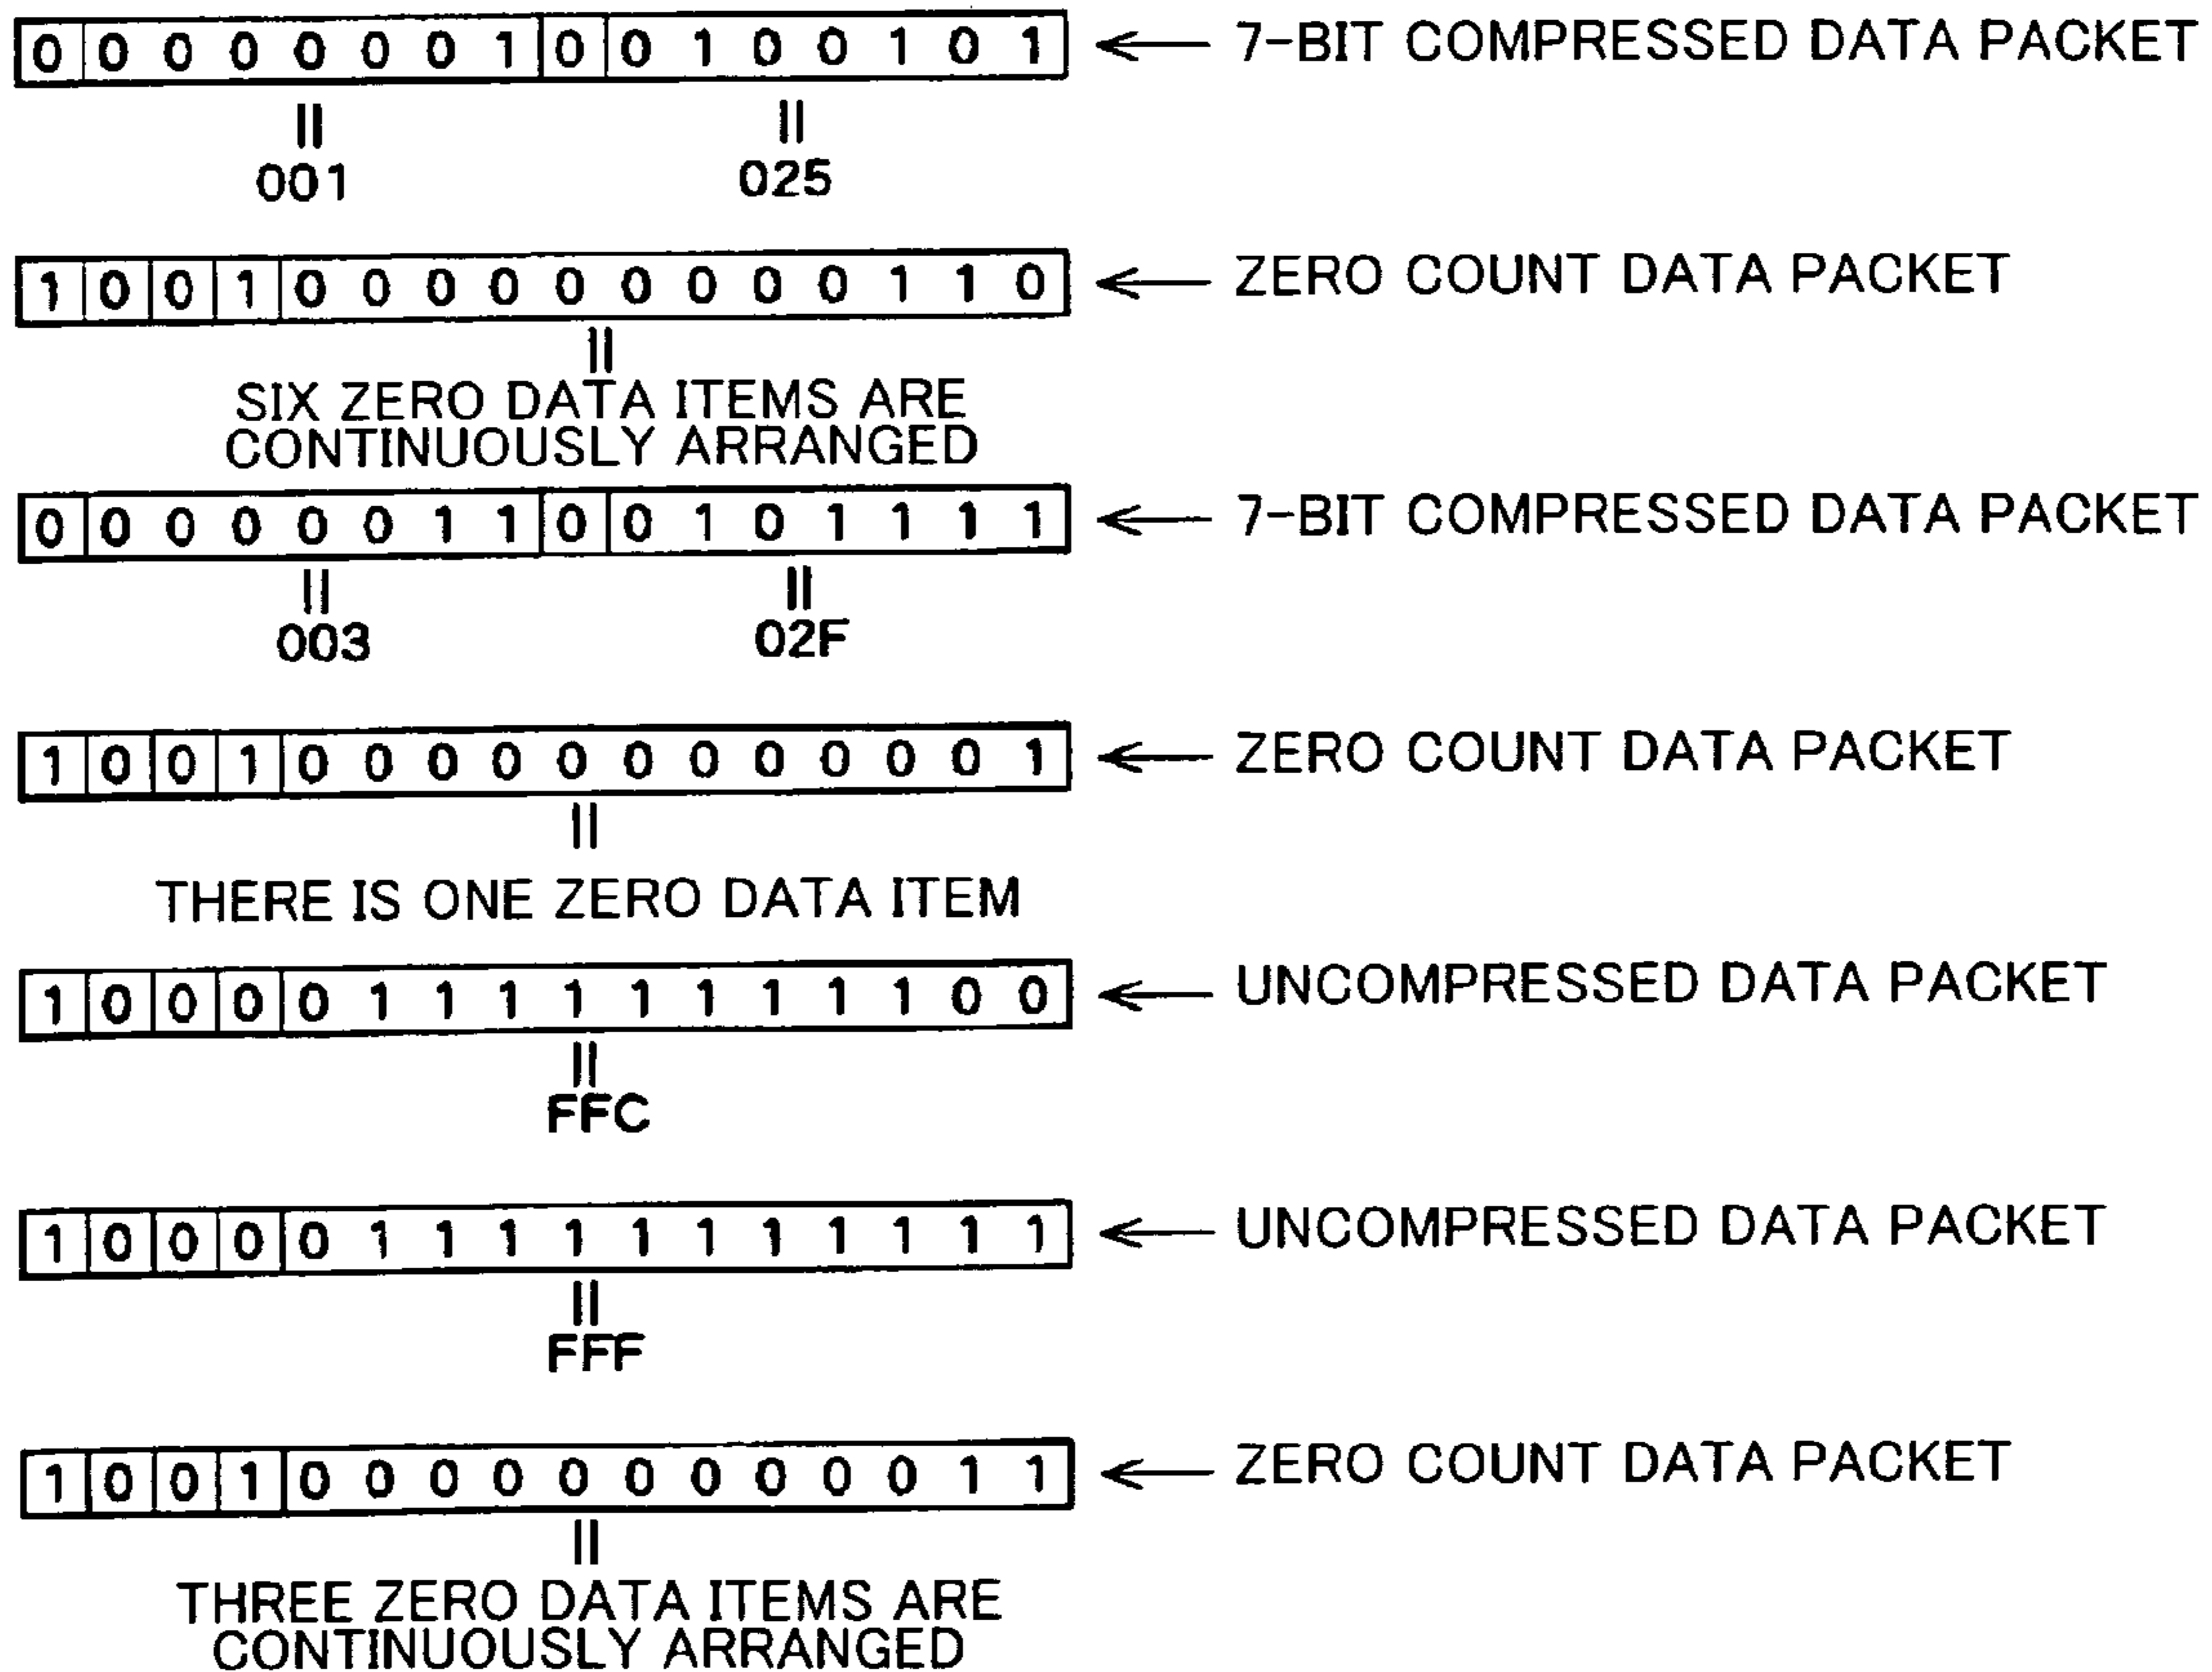 0 0 0 0 0 0 0 1 0 0 1 0 0 1 0 1 7-BIT COMPRESSED DATA PACKET
001 025
1 0 0 1 0 0 0 0 0 0 0 0 0 1 1 0 ZERO COUNT DATA PACKET
SIX ZERO DATA ITEMS ARE
CONTINUOUSLY ARRANGED
0 0 0 0 0 0 1 1 0 0 1 0 1 1 1 1 7-BIT COMPRESSED DATA PACKET
003 02F
1 0 0 1 0 0 0 0 0 0 0 0 0 0 0 1 ZERO COUNT DATA PACKET
THERE IS ONE ZERO DATA ITEM
1 0 0 0 0 1 1 1 1 1 1 1 1 1 0 0 UNCOMPRESSED DATA PACKET
FFC
1 0 0 0 0 1 1 1 1 1 1 1 1 1 1 1 UNCOMPRESSED DATA PACKET
FFF
1 0 0 1 0 0 0 0 0 0 0 0 0 0 1 1 ZERO COUNT DATA PACKET
THREE ZERO DATA ITEMS ARE
CONTINUOUSLY ARRANGED